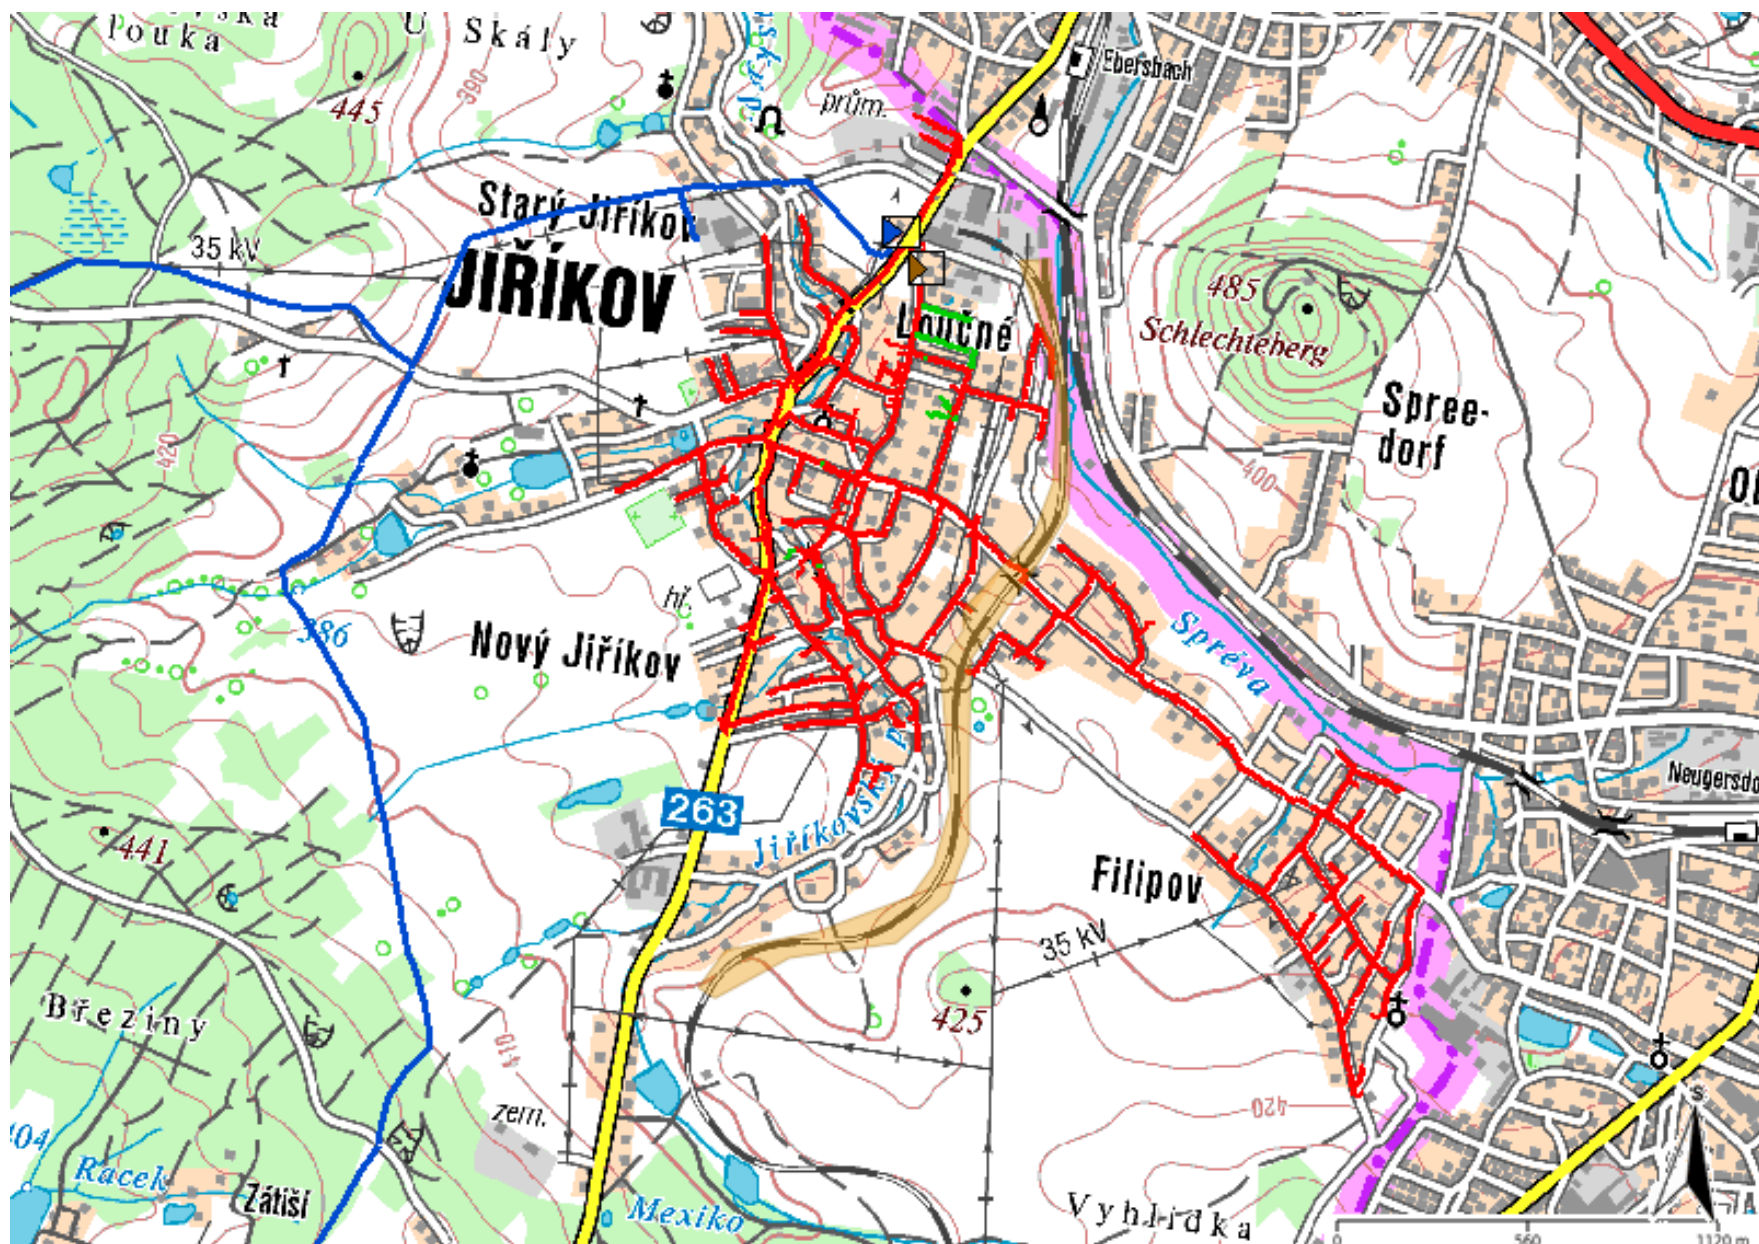 U Skály
445
390
prům.
Ebersbach
Starý Jiříkov
35 kV
JIŘÍKOV
Loučné
485
Schlechteberg
Spree-
dorf
420
400
386
hř.
Nový Jiříkov
Spréva
263
Jiříkovský p.
441
Neugersdo
Filipov
35 kV
425
Březiny
410
zem.
420
404
Racek
Zátiší
Mexiko
Vyhlídka
S
0 560 1120 m